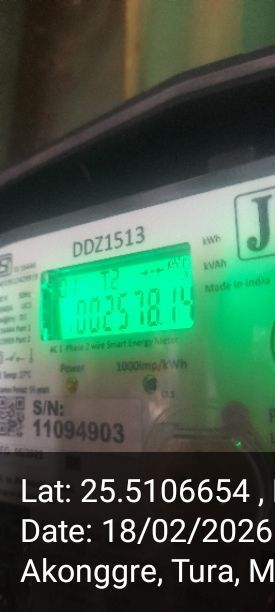 DDZ1513
J
kWh
kVAh
Made in India
T2
002578.14
AC 1-Phase 2 wire Smart Energy Meter
Power
1000imp/kWh
S/N:
11094903
Lat: 25.5106654 ,
Date: 18/02/2026
Akonggre, Tura, M